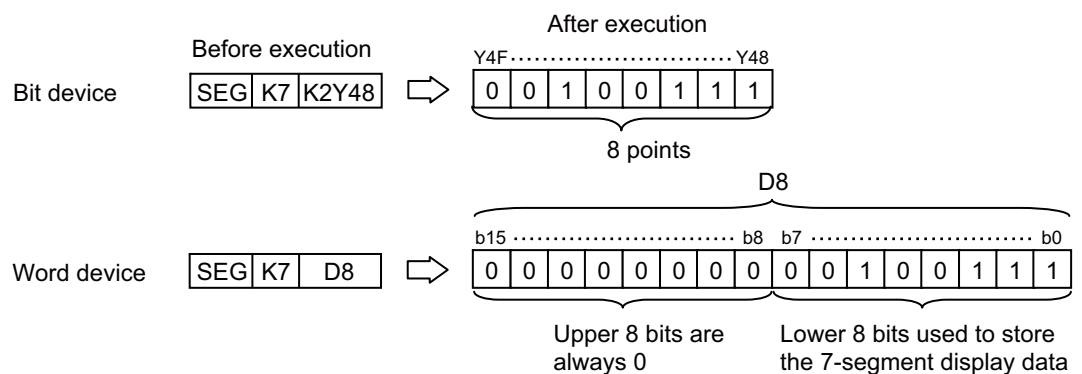 After execution
Before execution
Y4F ........................ Y48
Bit device
SEG K7 K2Y48
0 0 1 0 0 1 1 1
8 points
D8
b15 ........................ b8 b7 ........................ b0
Word device
SEG K7 D8
0 0 0 0 0 0 0 0 0 0 1 0 0 1 1 1
Upper 8 bits are
always 0
Lower 8 bits used to store
the 7-segment display data